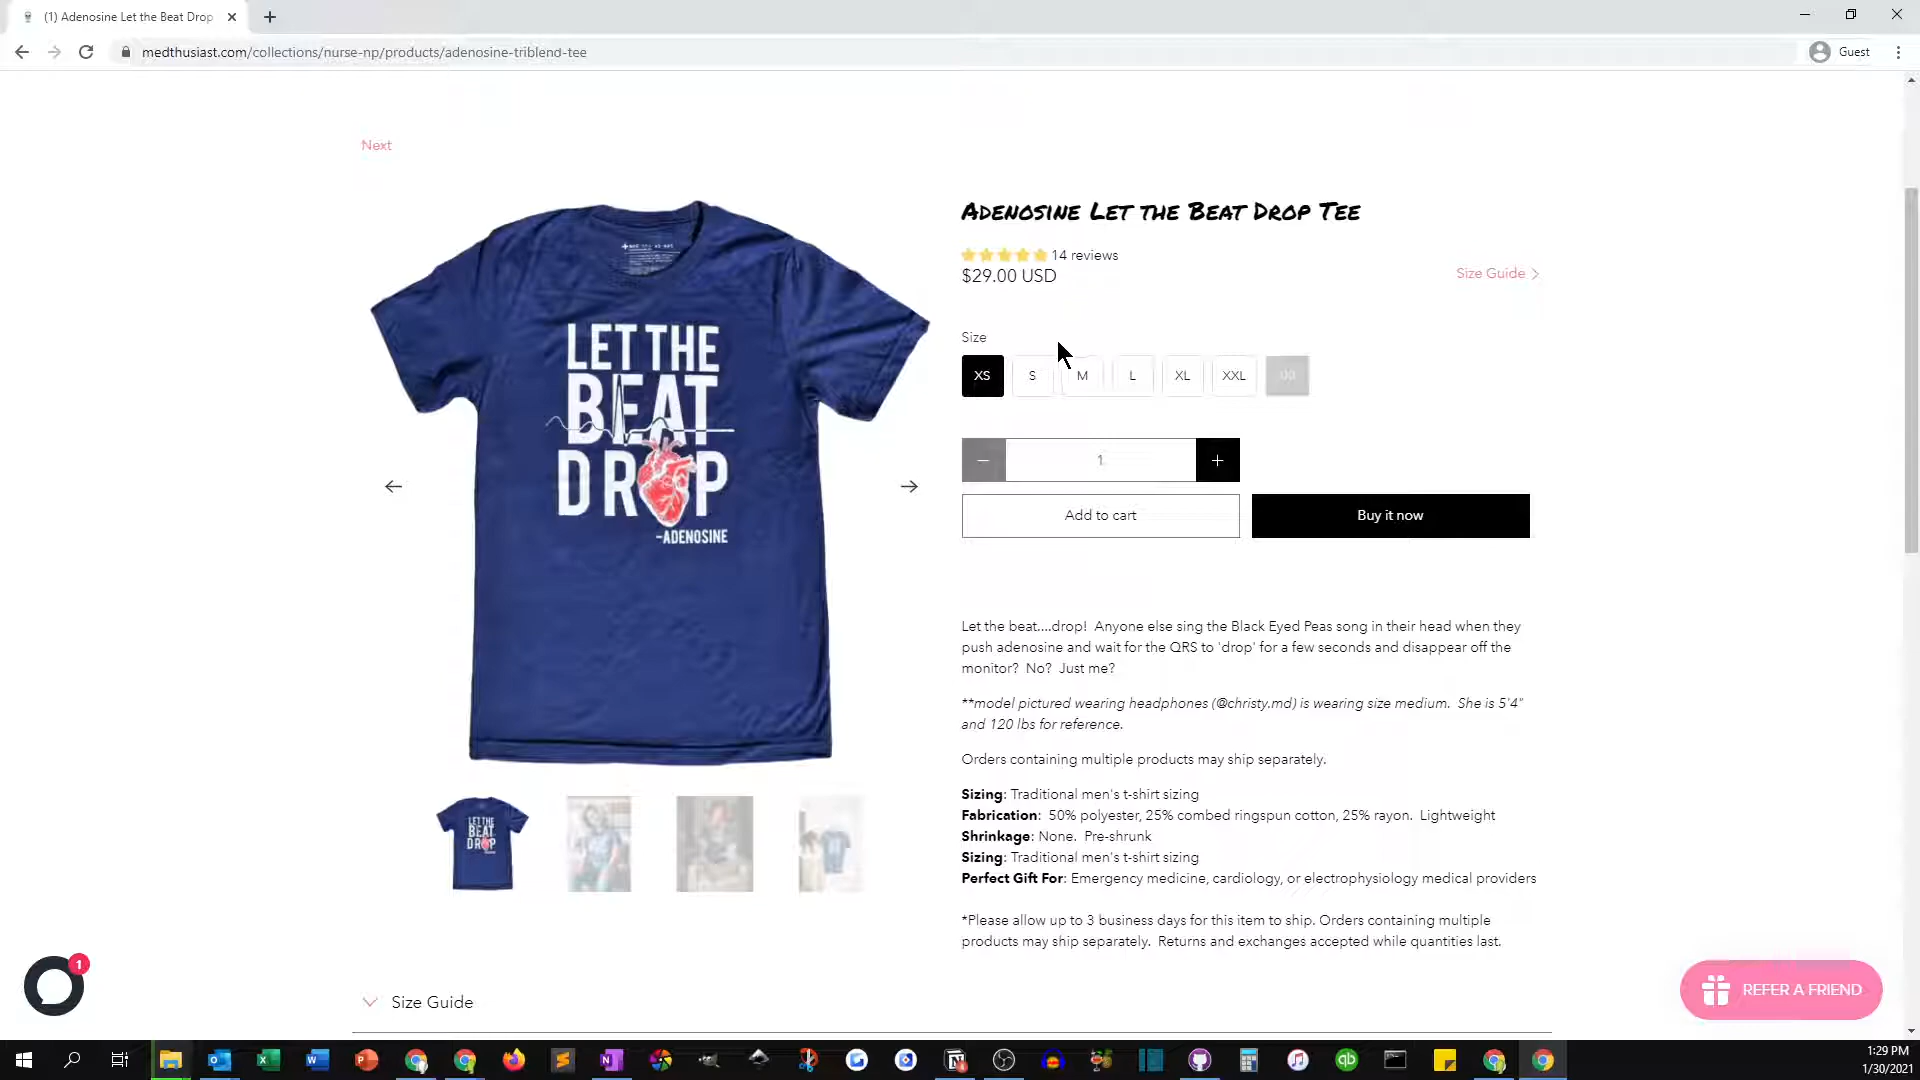 (1) Adenosine Let the Beat Drop
medthusiast.com/collections/nurse-np/products/adenosine-triblend-tee
Guest
Next
LET THE
BEAT
DROP
-ADENOSINE
Adenosine Let the Beat Drop Tee
14 reviews
$29.00 USD
Size Guide
Size
XS S M L XL XXL
1
Add to cart
Buy it now
Let the beat....drop! Anyone else sing the Black Eyed Peas song in their head when they
push adenosine and wait for the QRS to 'drop' for a few seconds and disappear off the
monitor? No? Just me?
**model pictured wearing headphones (@christy.md) is wearing size medium. She is 5'4"
and 120 lbs for reference.
Orders containing multiple products may ship separately.
Sizing: Traditional men's t-shirt sizing
Fabrication: 50% polyester, 25% combed ringspun cotton, 25% rayon. Lightweight
Shrinkage: None. Pre-shrunk
Sizing: Traditional men's t-shirt sizing
Perfect Gift For: Emergency medicine, cardiology, or electrophysiology medical providers
*Please allow up to 3 business days for this item to ship. Orders containing multiple
products may ship separately. Returns and exchanges accepted while quantities last.
LET THE
BEAT
DROP
1
Size Guide
REFER A FRIEND
1:29 PM
1/30/2021